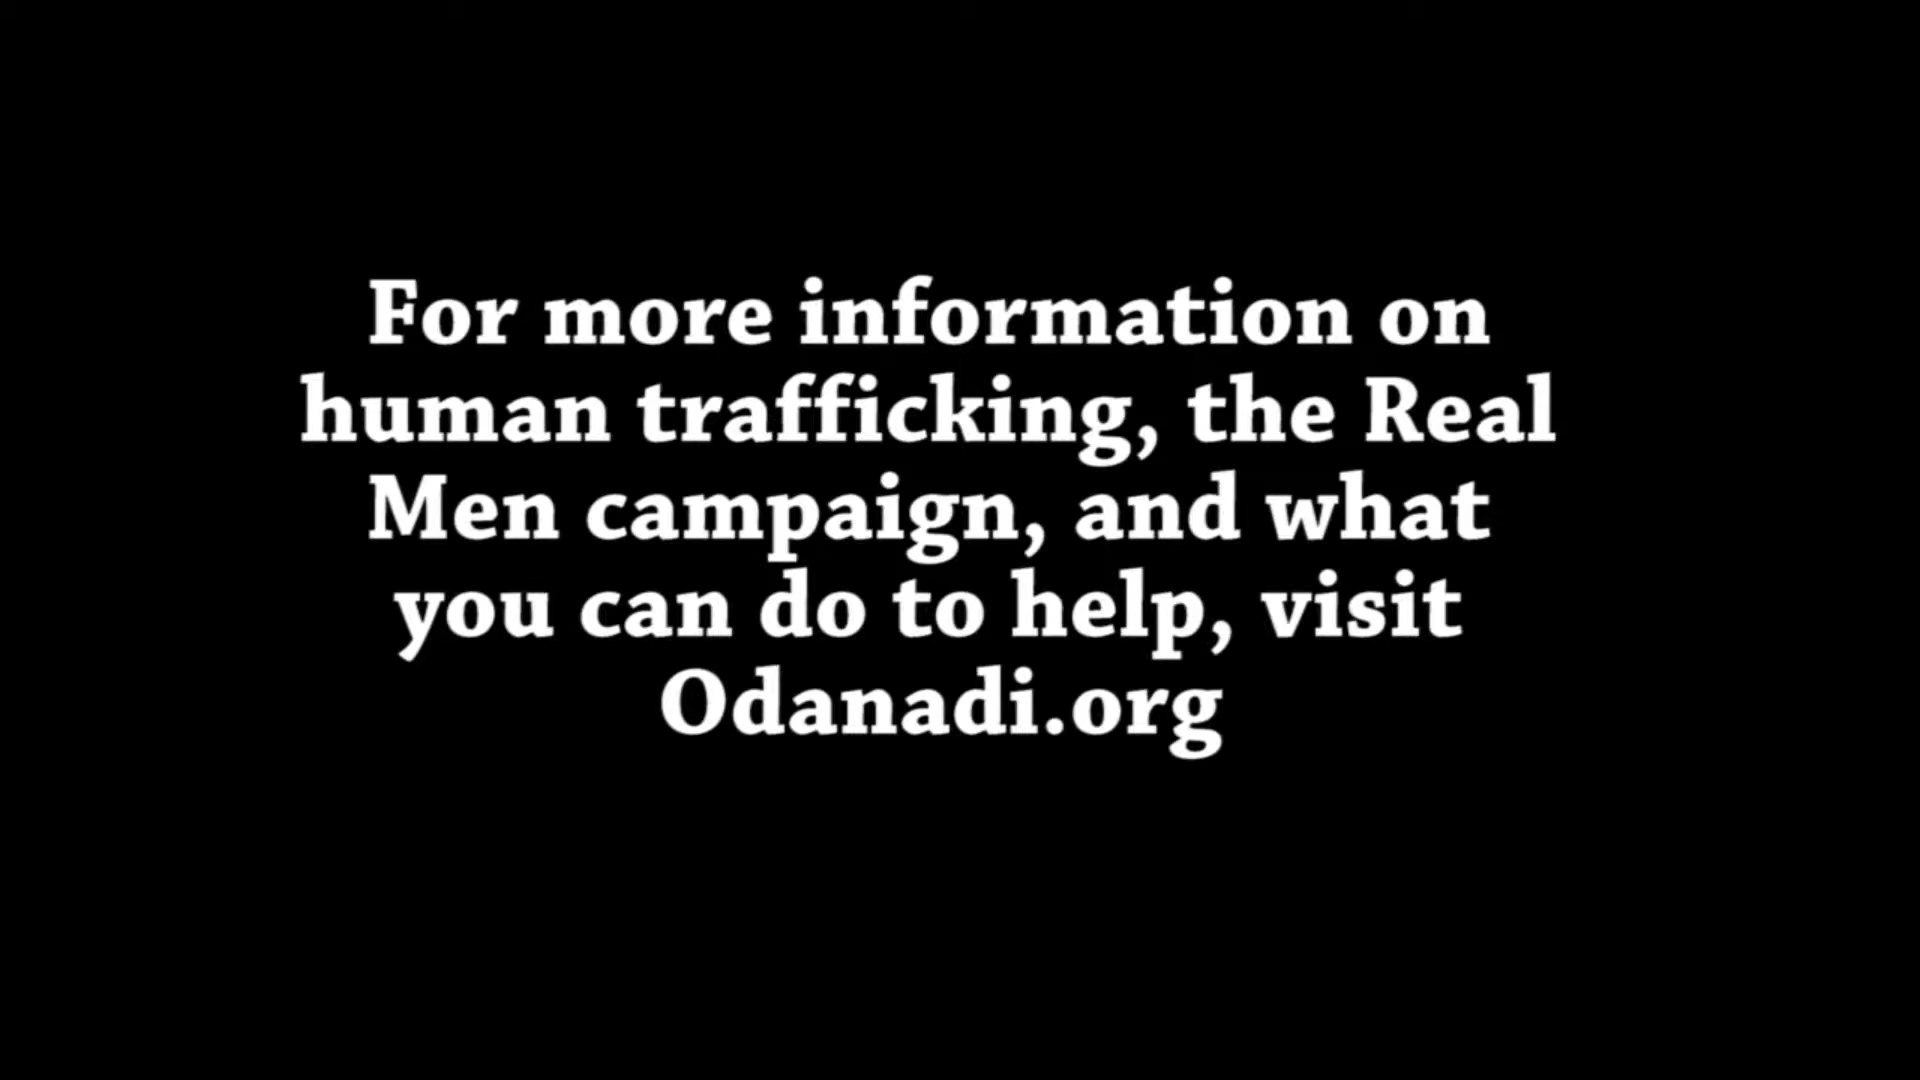 For more information on
human trafficking, the Real
Men campaign, and what
you can do to help, visit
Odanadi.org